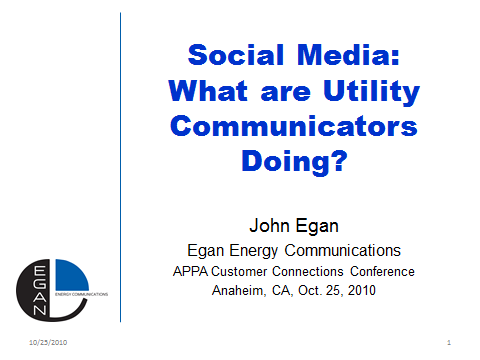 Social Media:
What are Utility
Communicators
Doing?
John Egan
Egan Energy Communications
APPA Customer Connections Conference
Anaheim, CA, Oct. 25, 2010
EGAN
ENERGY COMMUNICATIONS
10/25/2010
1